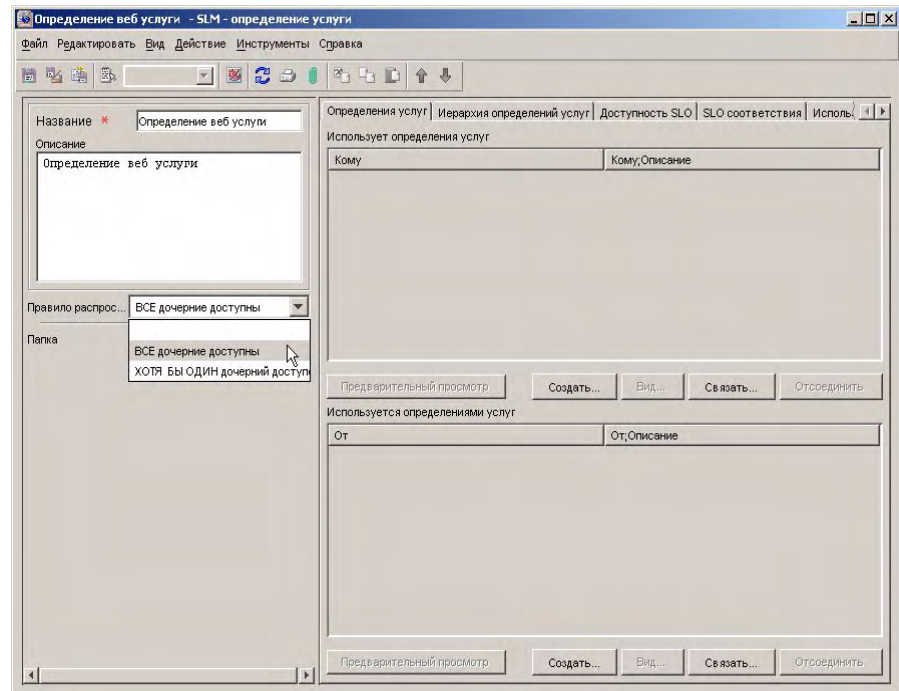 Определение веб услуги - SLM - определение услуги
Файл Редактировать Вид Действие Инструменты Справка
Название * Определение веб услуги
Описание
Определение веб услуги
Правило распрос... ВСЕ дочерние доступны
ВСЕ дочерние доступны
ХОТЯ БЫ ОДИН дочерний доступн
Папка
Определения услуг Иерархия определений услуг Доступность SLO SLO соответствия Исполь
Использует определения услуг
Кому Кому;Описание
Предварительный просмотр Создать... Вид... Связать... Отсоединить
Используется определениями услуг
От От;Описание
Предварительный просмотр Создать... Вид... Связать... Отсоединить